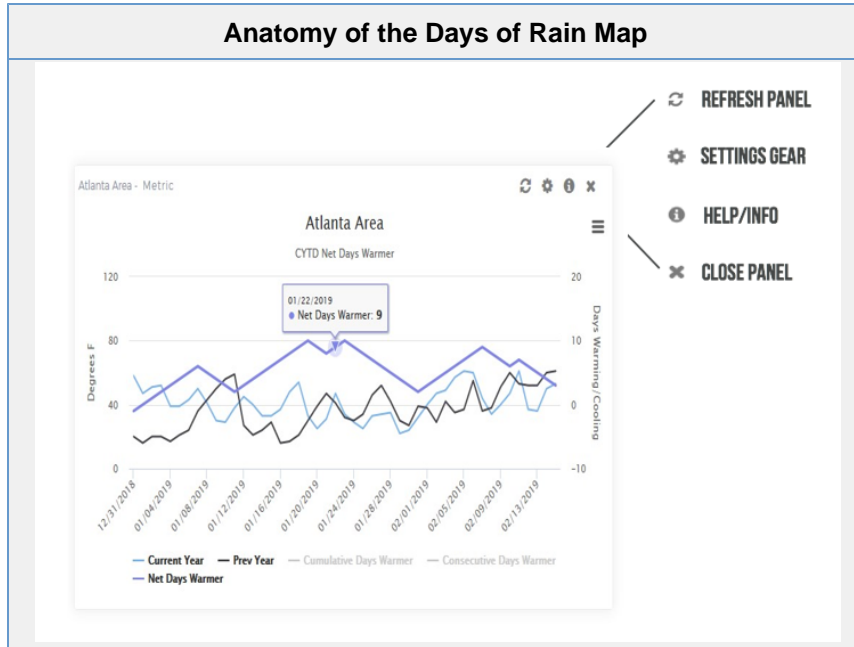 Anatomy of the Days of Rain Map
REFRESH PANEL
SETTINGS GEAR
HELP/INFO
CLOSE PANEL
Atlanta Area - Metric
Atlanta Area
CYTD Net Days Warmer
120
80
40
0
Degrees F
20
10
0
-10
Days Warming/Cooling
01/22/2019
Net Days Warmer: 9
12/31/2018
01/04/2019
01/08/2019
01/12/2019
01/16/2019
01/20/2019
01/24/2019
01/28/2019
02/01/2019
02/05/2019
02/09/2019
02/13/2019
Current Year Prev Year Cumulative Days Warmer Consecutive Days Warmer
Net Days Warmer